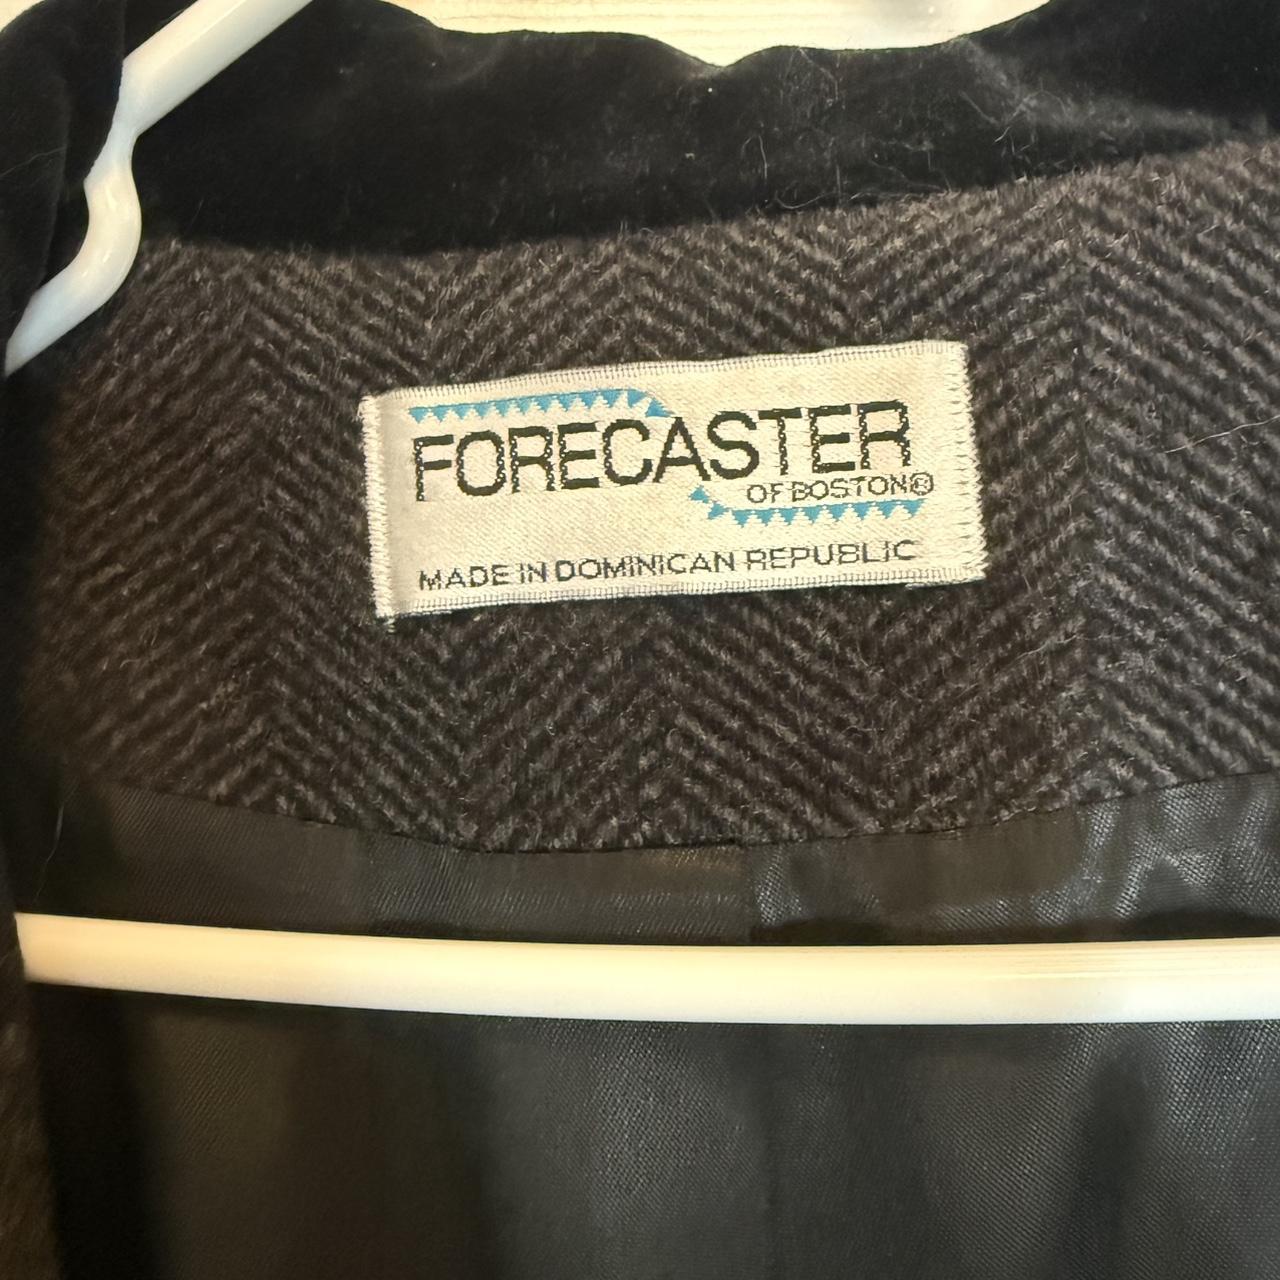 FORECASTER
OF BOSTON®
MADE IN DOMINICAN REPUBLIC